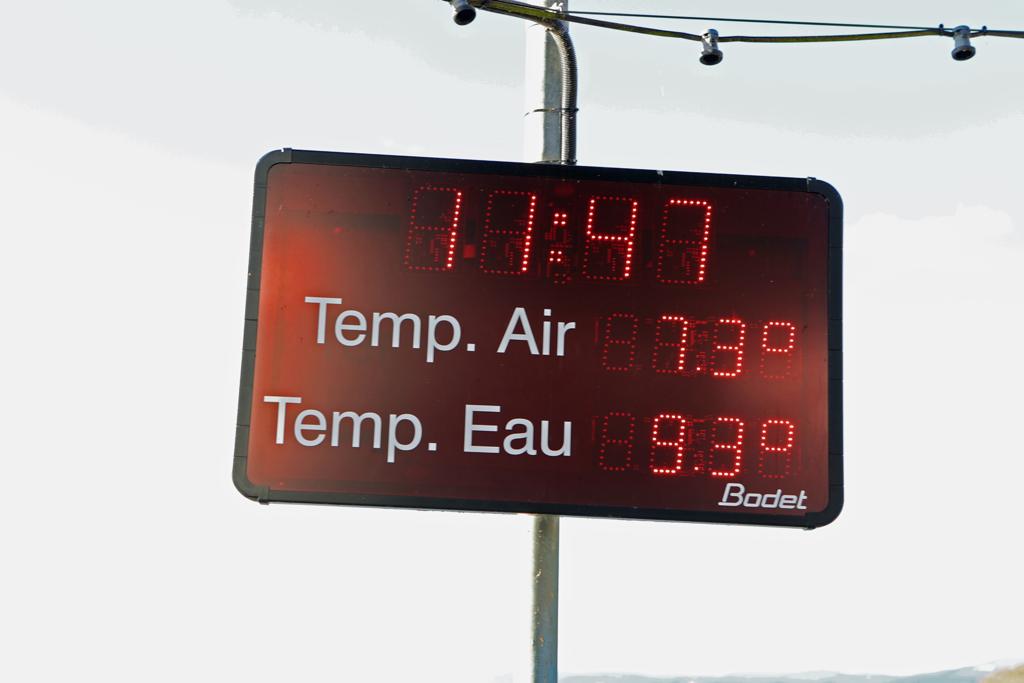 11:47
Temp. Air 7.3°
Temp. Eau 9.3°
Bodet